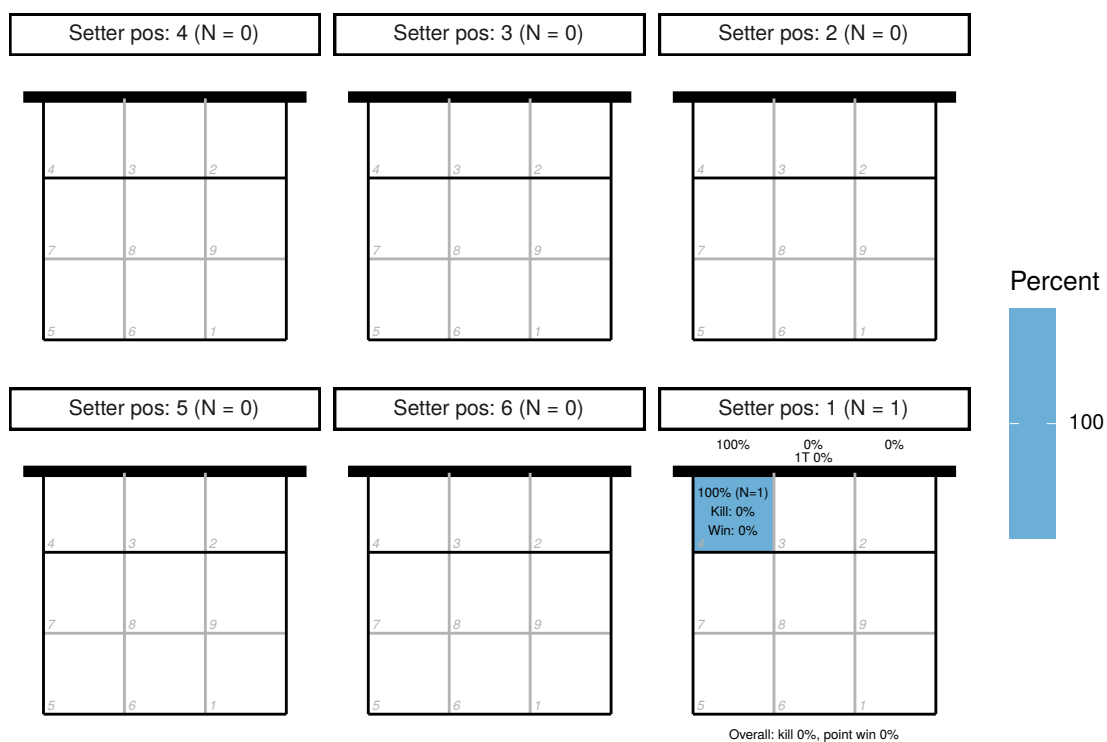 Setter pos: 4 (N = 0)
4 3 2
7 8 9
5 6 1
Setter pos: 3 (N = 0)
4 3 2
7 8 9
5 6 1
Setter pos: 2 (N = 0)
4 3 2
7 8 9
5 6 1
Percent
100
Setter pos: 5 (N = 0)
4 3 2
7 8 9
5 6 1
Setter pos: 6 (N = 0)
4 3 2
7 8 9
5 6 1
Setter pos: 1 (N = 1)
100% 0% 0%
1T 0%
100% (N=1)
Kill: 0%
Win: 0%
4 3 2
7 8 9
5 6 1
Overall: kill 0%, point win 0%